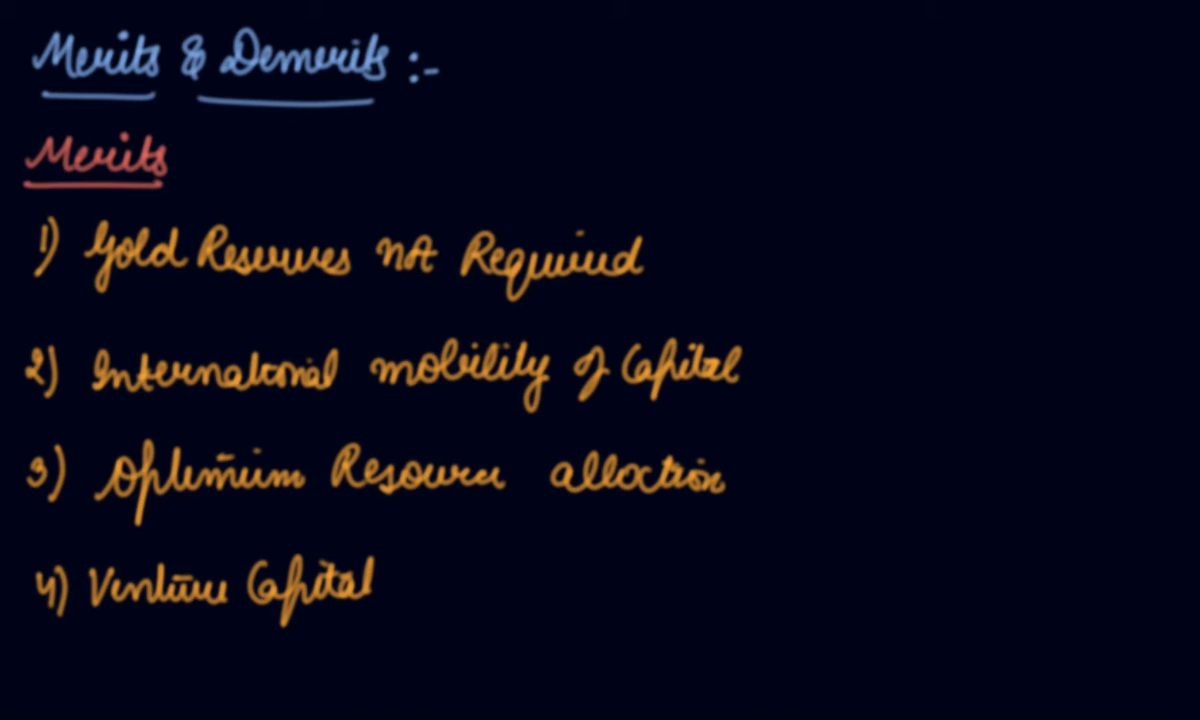 Merits & Demerits :-
Merits
1) Gold Reserves not Required
2) International mobility of Capital
3) Optimum Resource alloction
4) Venture Capital